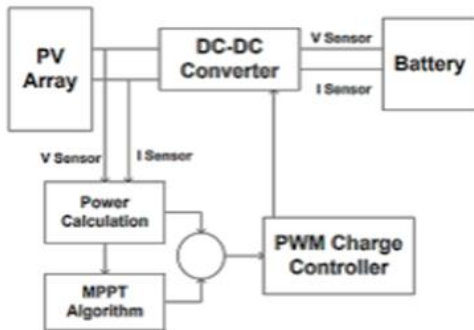 PV
Array
DC-DC
Converter
V Sensor
I Sensor
Battery
V Sensor
I Sensor
Power
Calculation
MPPT
Algorithm
PWM Charge
Controller